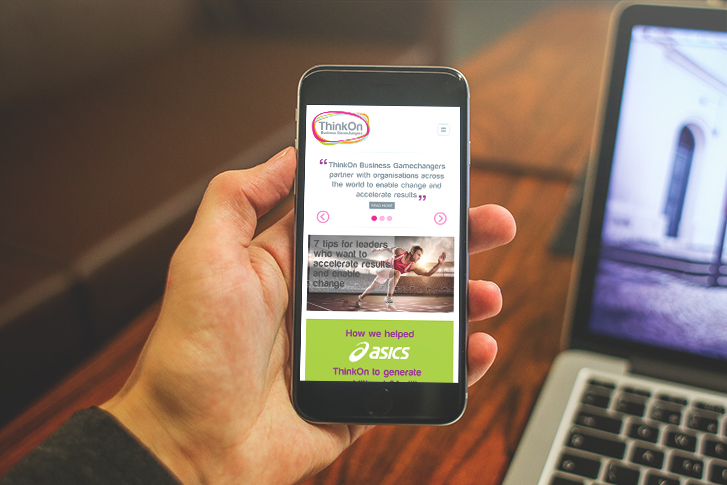 ThinkOn
Business Gamechangers
“ThinkOn Business Gamechangers
partner with organisations across
the world to enable change and
accelerate results”
READ MORE
7 tips for leaders
who want to
accelerate results
and enable
change
How we helped
asics
ThinkOn to generate